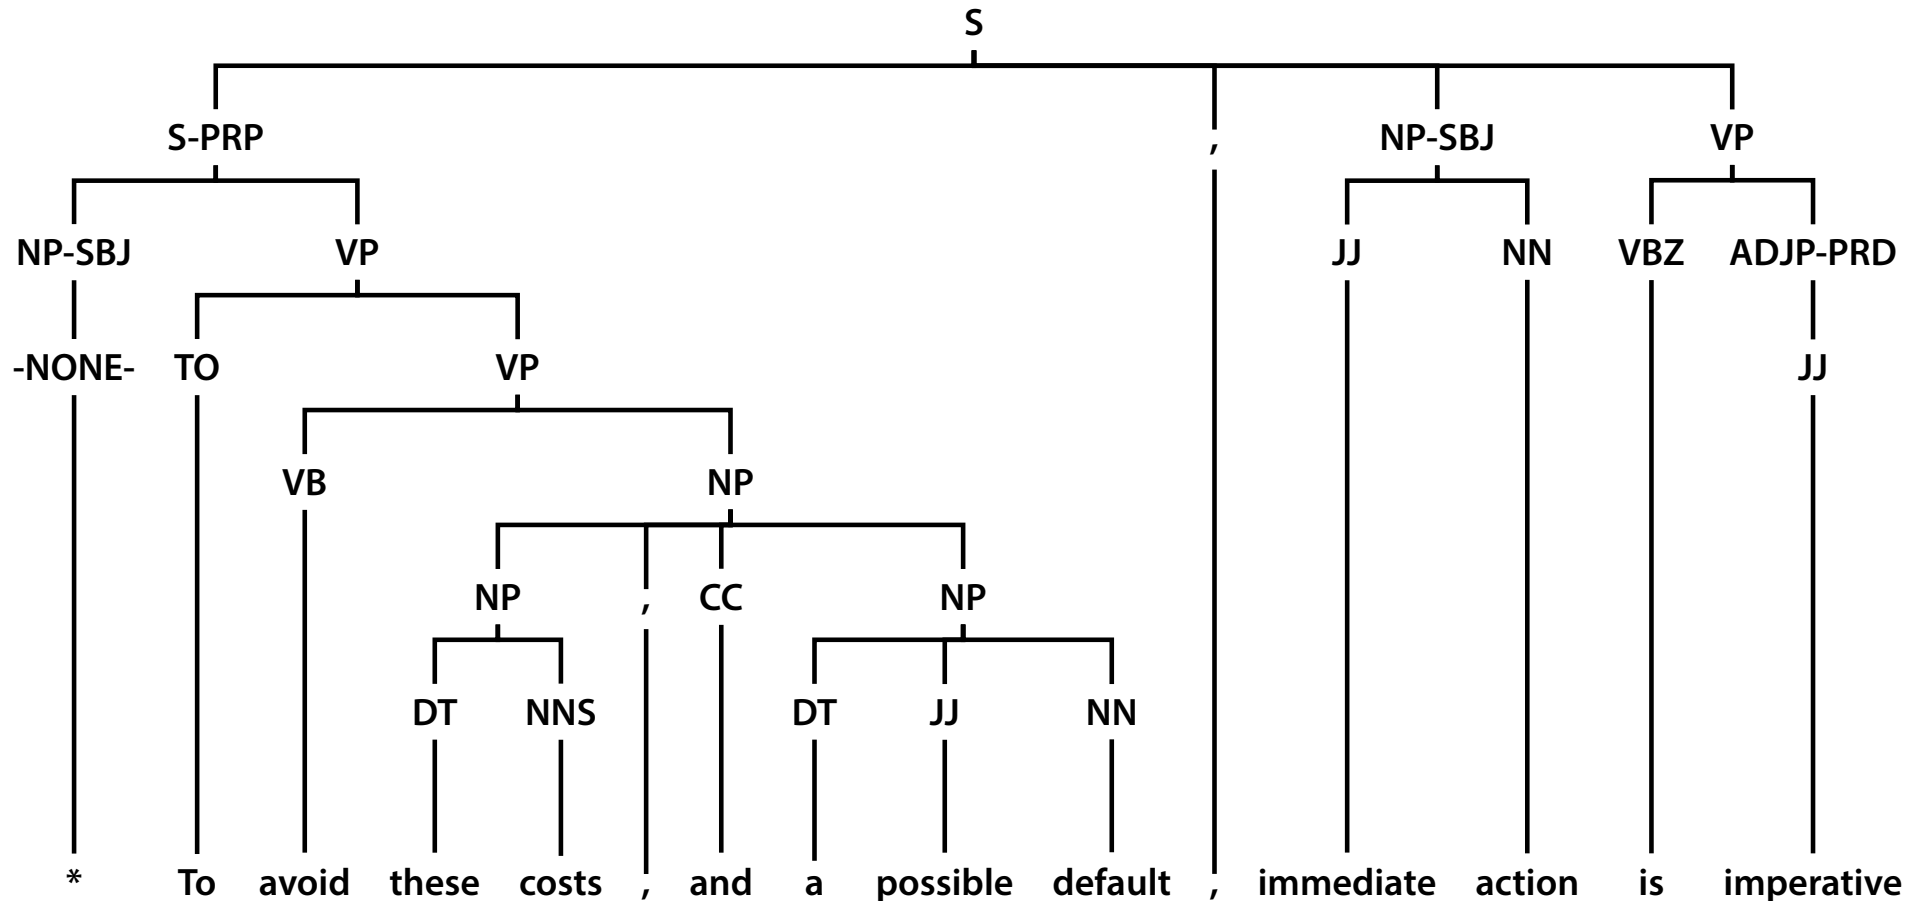 S
S-PRP , NP-SBJ VP
NP-SBJ VP JJ NN VBZ ADJP-PRD
-NONE- TO VP JJ
VB NP
NP , CC NP
DT NNS DT JJ NN
* To avoid these costs , and a possible default , immediate action is imperative